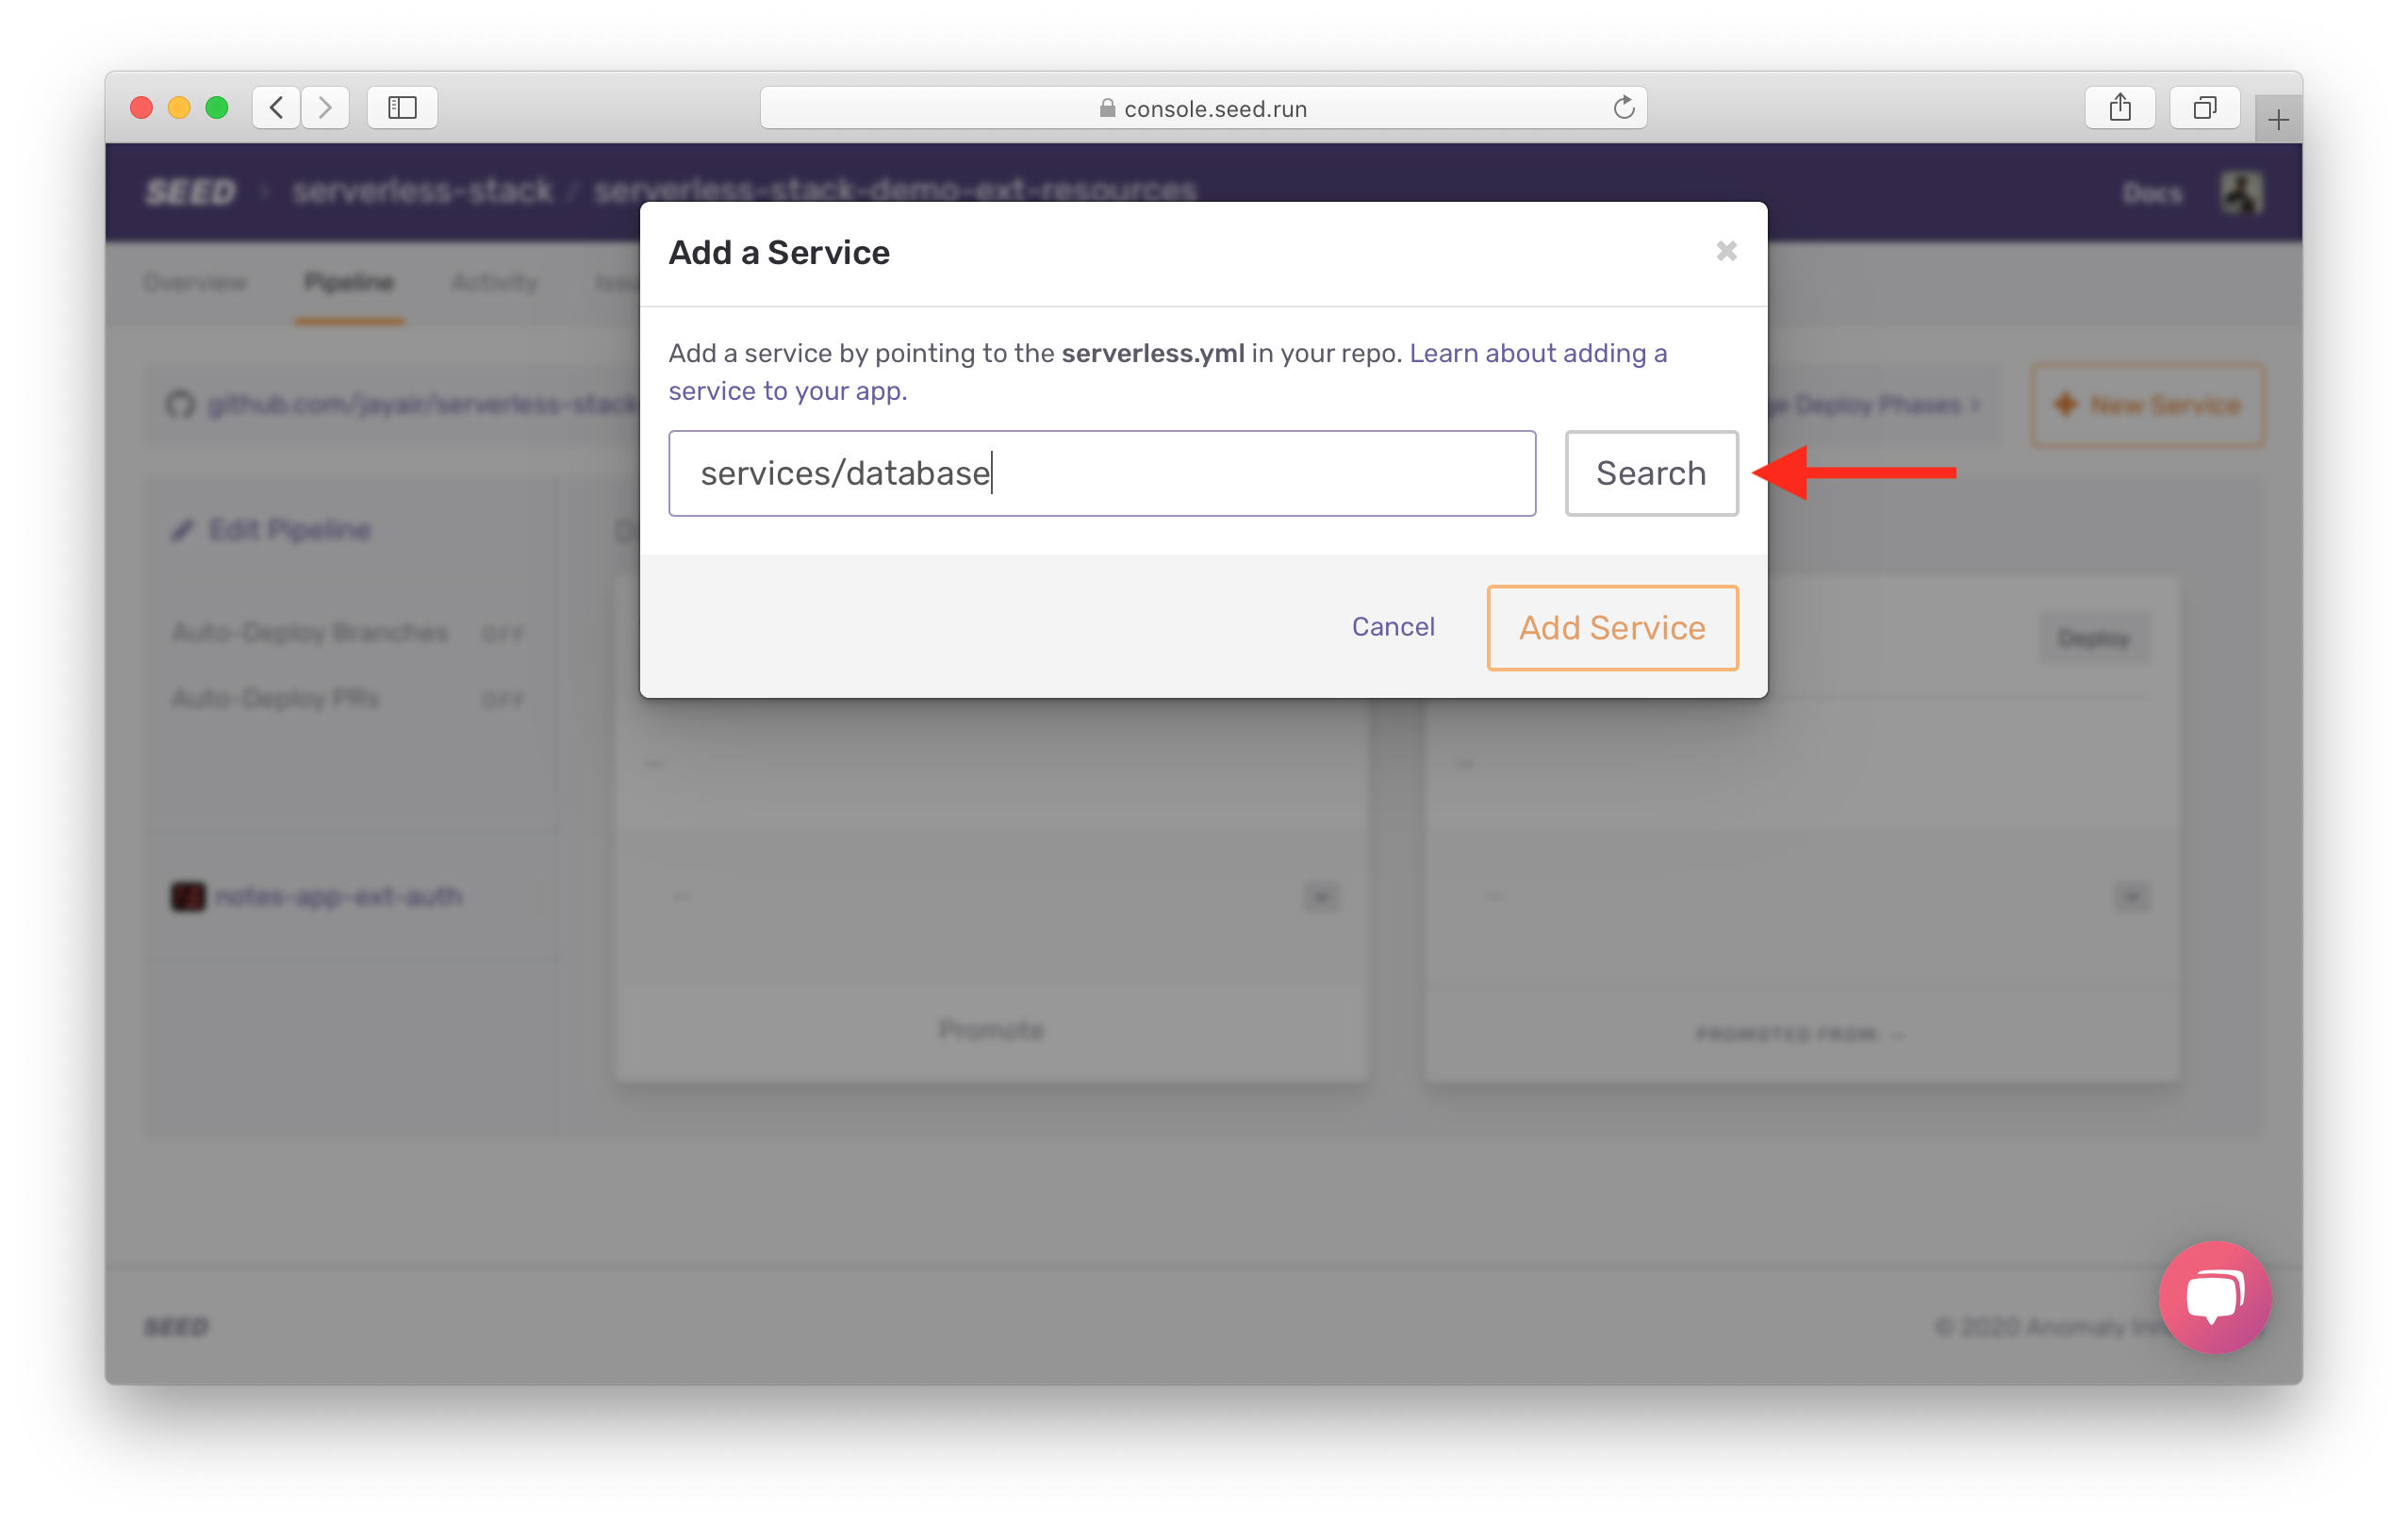 console.seed.run
SEED › serverless-stack / serverless-stack-demo-ext-resources
Docs
Add a Service
Overview Pipeline Activity
Add a service by pointing to the serverless.yml in your repo. Learn about adding a
service to your app.
github.com/jayair/serverless-stack
Deploy Phases ›
New Service
services/database
Search
Edit Pipeline
Cancel
Add Service
Auto-Deploy Branches OFF
Deploy
Auto-Deploy PRs OFF
notes-app-ext-auth
Promote
PROMOTED FROM: —
SEED
© 2020 Anomaly